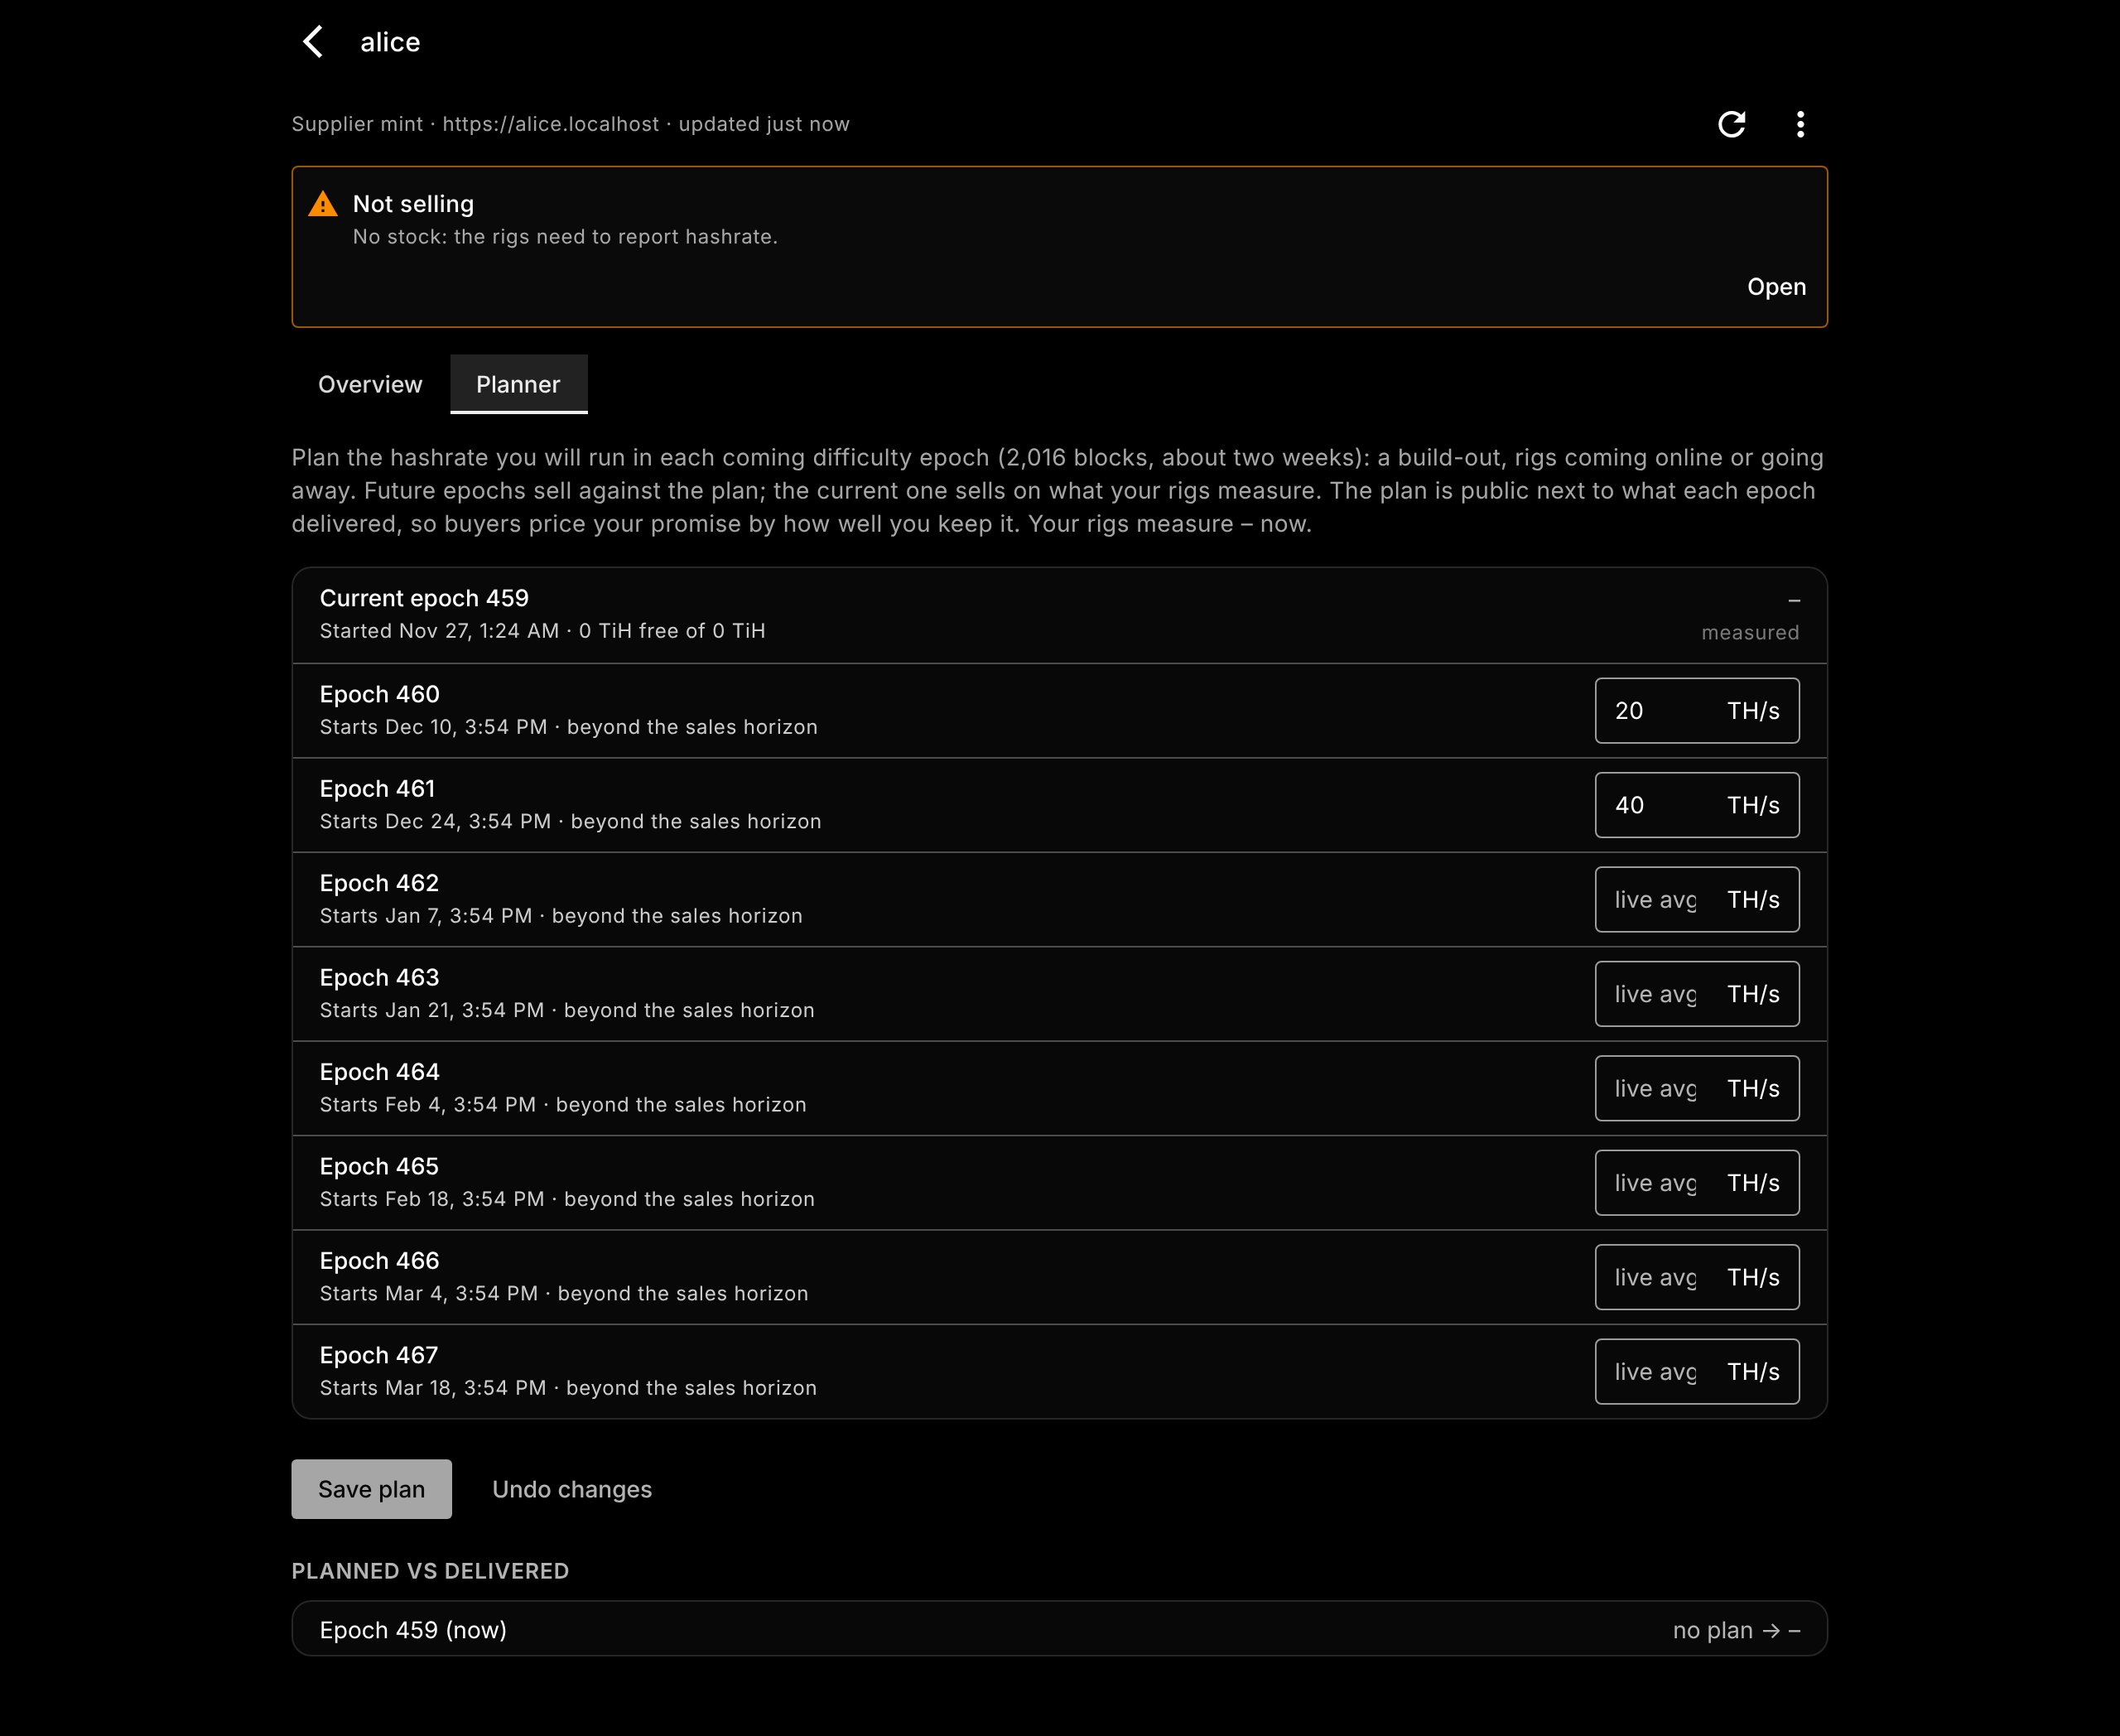 alice
Supplier mint · https://alice.localhost · updated just now
Not selling
No stock: the rigs need to report hashrate.
Open
Overview
Planner
Plan the hashrate you will run in each coming difficulty epoch (2,016 blocks, about two weeks): a build-out, rigs coming online or going
away. Future epochs sell against the plan; the current one sells on what your rigs measure. The plan is public next to what each epoch
delivered, so buyers price your promise by how well you keep it. Your rigs measure – now.
Current epoch 459
–
Started Nov 27, 1:24 AM · 0 TiH free of 0 TiH
measured
Epoch 460
Starts Dec 10, 3:54 PM · beyond the sales horizon
20 TH/s
Epoch 461
Starts Dec 24, 3:54 PM · beyond the sales horizon
40 TH/s
Epoch 462
Starts Jan 7, 3:54 PM · beyond the sales horizon
live avg TH/s
Epoch 463
Starts Jan 21, 3:54 PM · beyond the sales horizon
live avg TH/s
Epoch 464
Starts Feb 4, 3:54 PM · beyond the sales horizon
live avg TH/s
Epoch 465
Starts Feb 18, 3:54 PM · beyond the sales horizon
live avg TH/s
Epoch 466
Starts Mar 4, 3:54 PM · beyond the sales horizon
live avg TH/s
Epoch 467
Starts Mar 18, 3:54 PM · beyond the sales horizon
live avg TH/s
Save plan
Undo changes
PLANNED VS DELIVERED
Epoch 459 (now)
no plan → –